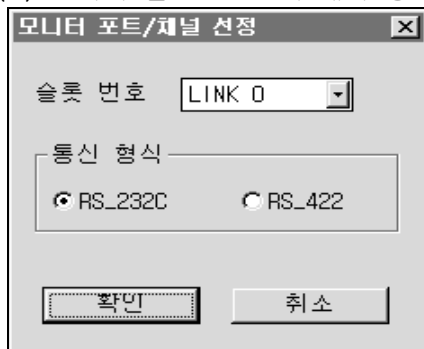 모니터 포트/채널 선정
슬롯 번호 LINK 0
통신 형식
RS_232C RS_422
확인 취소